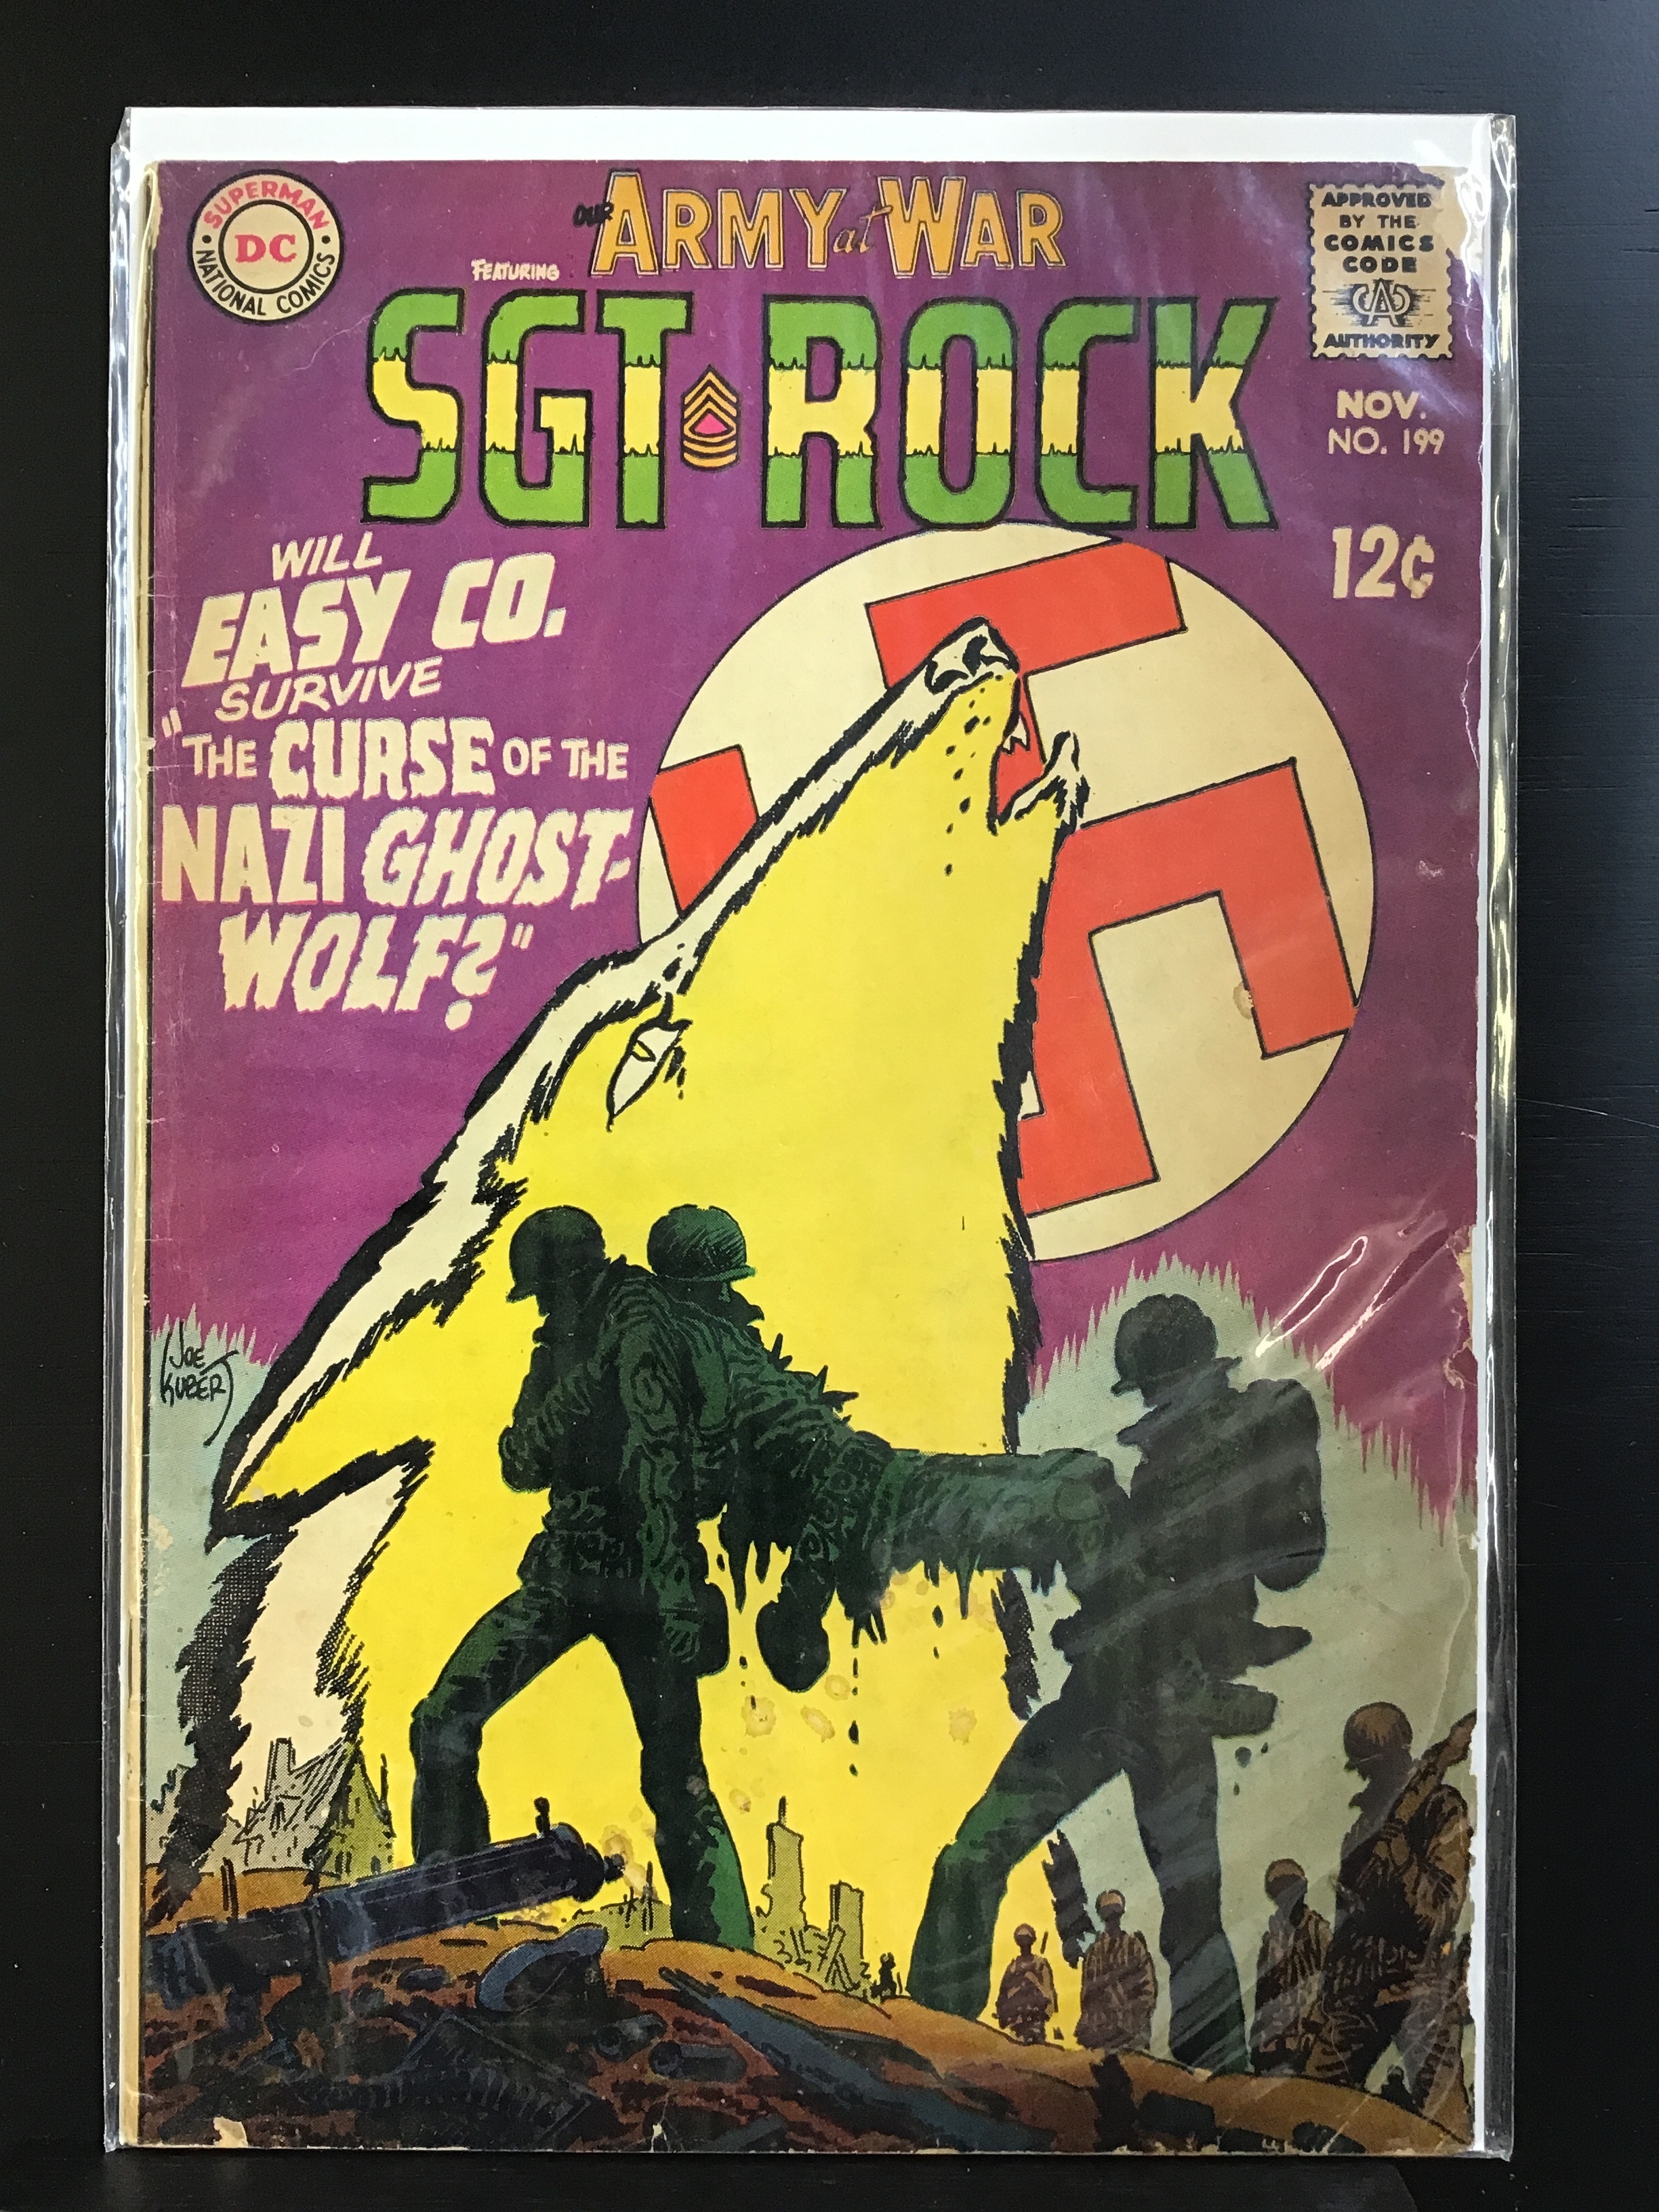 SUPERMAN
DC
NATIONAL COMICS
OUR ARMY at WAR
FEATURING
SGT ROCK
APPROVED
BY THE
COMICS
CODE
CA
AUTHORITY
NOV.
NO. 199
12¢
WILL
EASY CO.
SURVIVE
"THE CURSE OF THE
NAZI GHOST-
WOLF?"
JOE
KUBERT